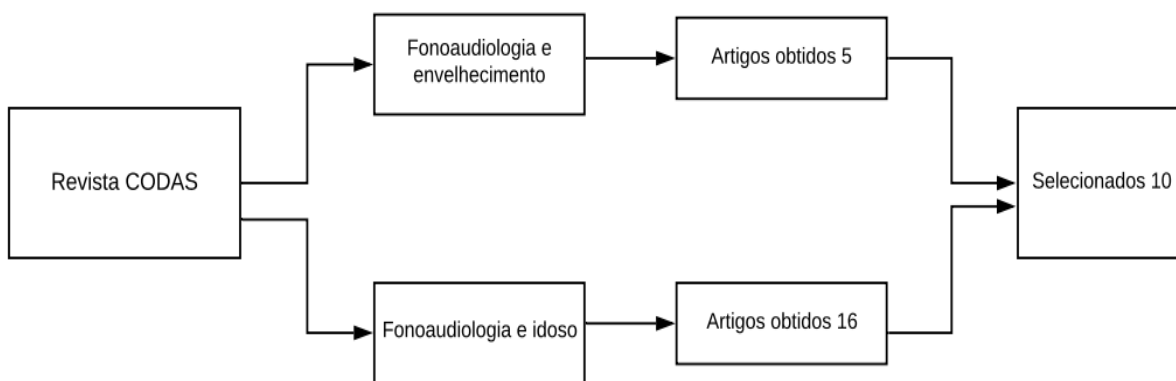 Revista CODAS
Fonoaudiologia e
envelhecimento
Artigos obtidos 5
Fonoaudiologia e idoso
Artigos obtidos 16
Selecionados 10